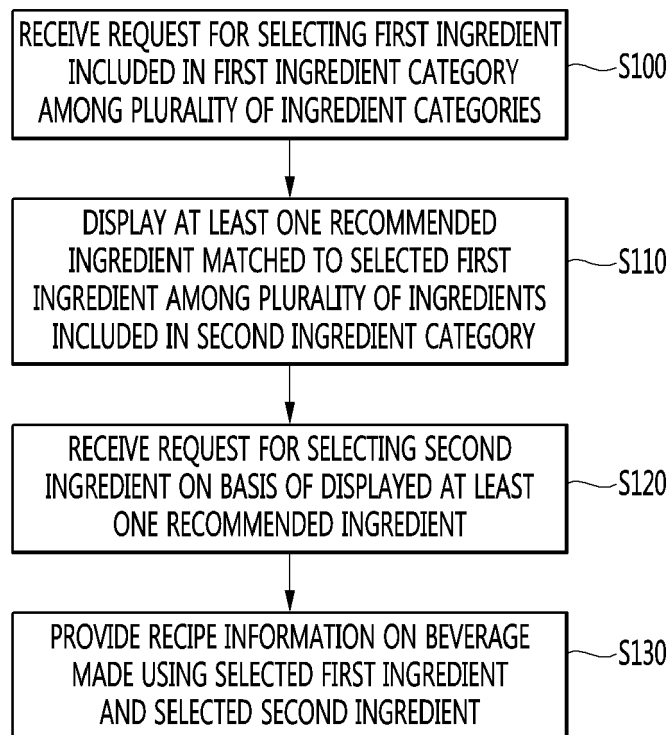 RECEIVE REQUEST FOR SELECTING FIRST INGREDIENT
INCLUDED IN FIRST INGREDIENT CATEGORY
AMONG PLURALITY OF INGREDIENT CATEGORIES
S100
DISPLAY AT LEAST ONE RECOMMENDED
INGREDIENT MATCHED TO SELECTED FIRST
INGREDIENT AMONG PLURALITY OF INGREDIENTS
INCLUDED IN SECOND INGREDIENT CATEGORY
S110
RECEIVE REQUEST FOR SELECTING SECOND
INGREDIENT ON BASIS OF DISPLAYED AT LEAST
ONE RECOMMENDED INGREDIENT
S120
PROVIDE RECIPE INFORMATION ON BEVERAGE
MADE USING SELECTED FIRST INGREDIENT
AND SELECTED SECOND INGREDIENT
S130